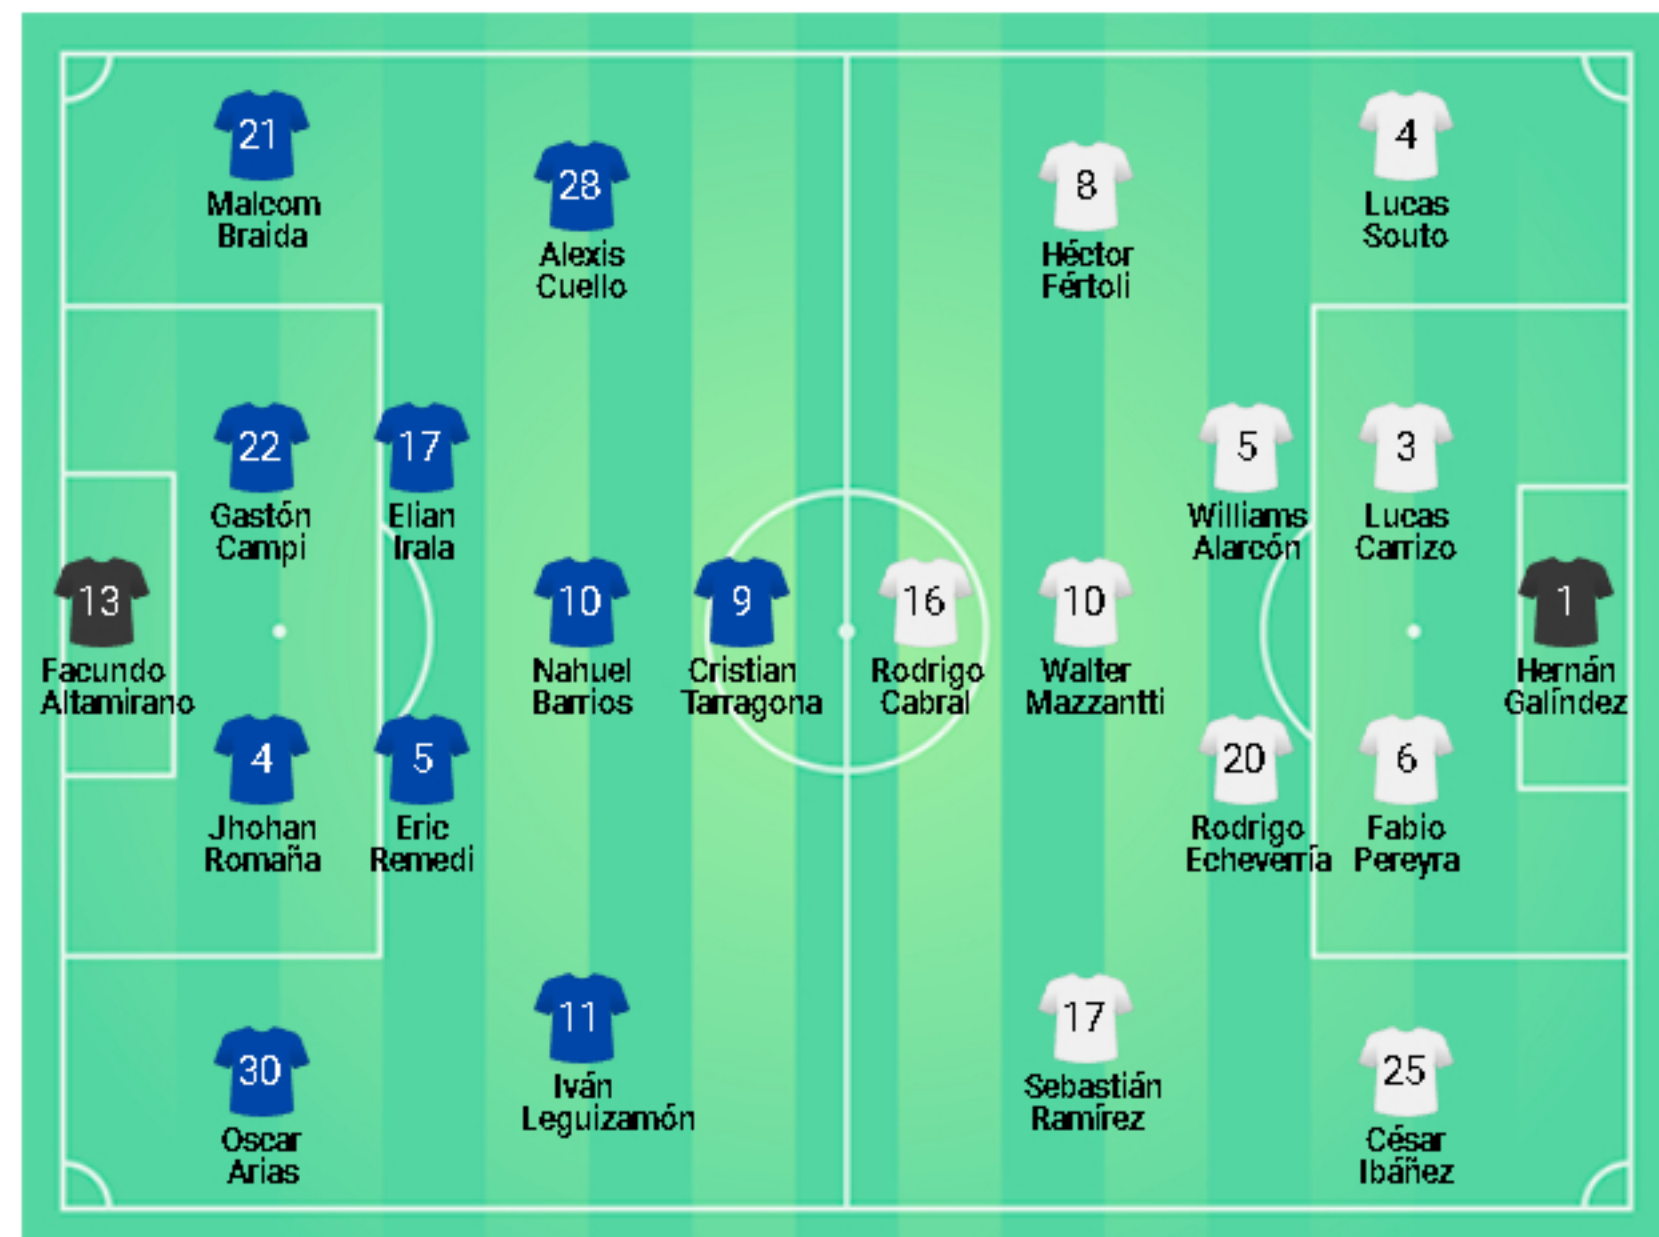 21
Malcom
Braida
28
Alexis
Cuello
8
Héctor
Fértoli
4
Lucas
Souto
22
Gastón
Campi
17
Elian
Irala
5
Williams
Alarcón
3
Lucas
Carrizo
13
Facundo
Altamirano
10
Nahuel
Barrios
9
Cristian
Tarragona
16
Rodrigo
Cabral
10
Walter
Mazzantti
1
Hernán
Galíndez
4
Jhohan
Romaña
5
Eric
Remedi
20
Rodrigo
Echeverría
6
Fabio
Pereyra
11
Iván
Leguizamón
17
Sebastián
Ramírez
30
Oscar
Arias
25
César
Ibáñez